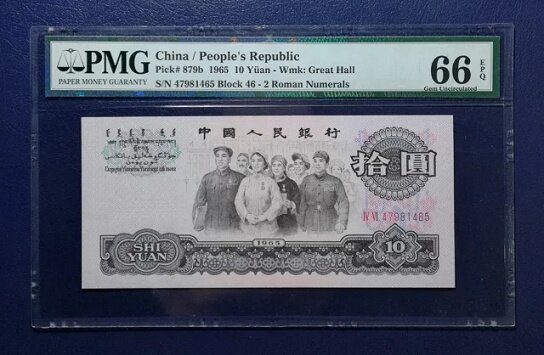 PMG
PAPER MONEY GUARANTY
China / People's Republic
Pick# 879b 1965 10 Yüan - Wmk: Great Hall
S/N 47981465 Block 46 - 2 Roman Numerals
66 EPQ
Gem Uncirculated
中國人民銀行
拾圓
IV VI 47981465
1965
SHI
YUAN
10